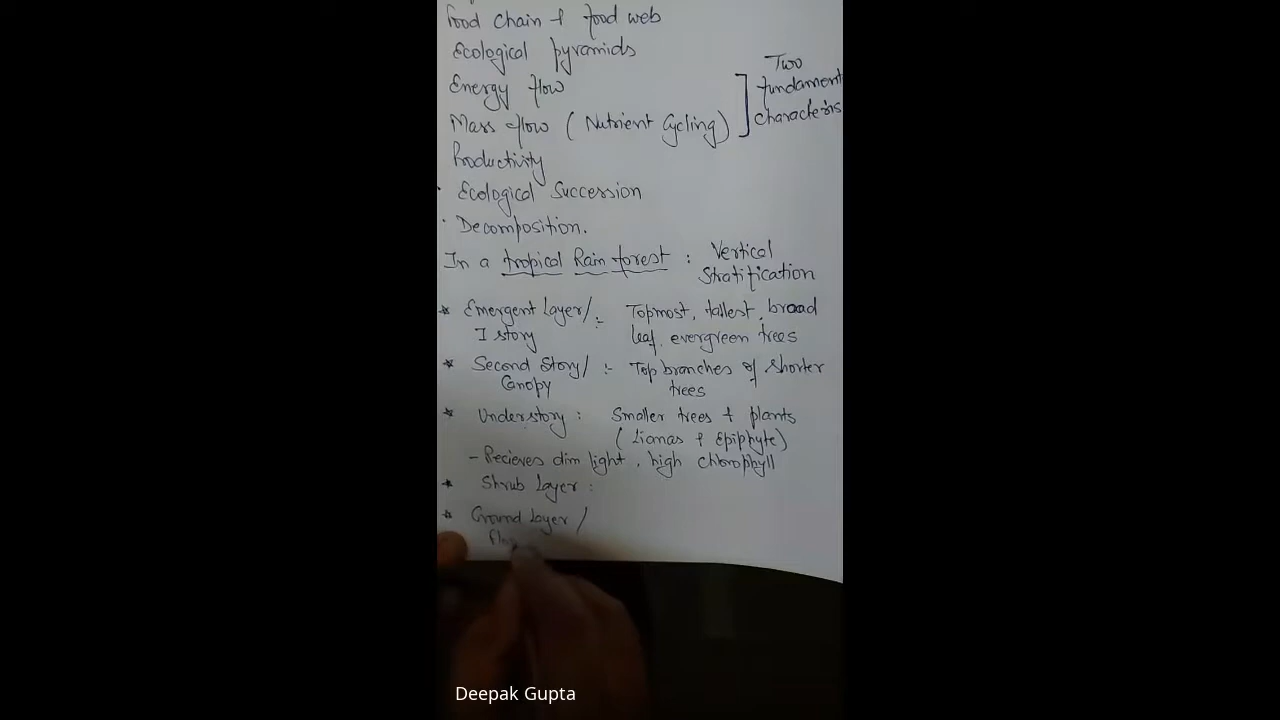 Food chain + food web
Ecological pyramids
Energy flow
Mass flow ( Nutrient Cycling)
Two
fundament
characteris
Productivity
• Ecological Succession
• Decomposition.
In a tropical Rain forest : Vertical
Stratification
* Emergent Layer/ :- Topmost, tallest, broad
I story leaf, evergreen trees
* Second Story/ :- Top branches of shorter
Canopy trees
* Understory : Smaller trees + plants
( Lianas + Epiphyte)
- Recieves dim light, high chlorophyll
* Shrub Layer :
* Ground Layer /
Deepak Gupta